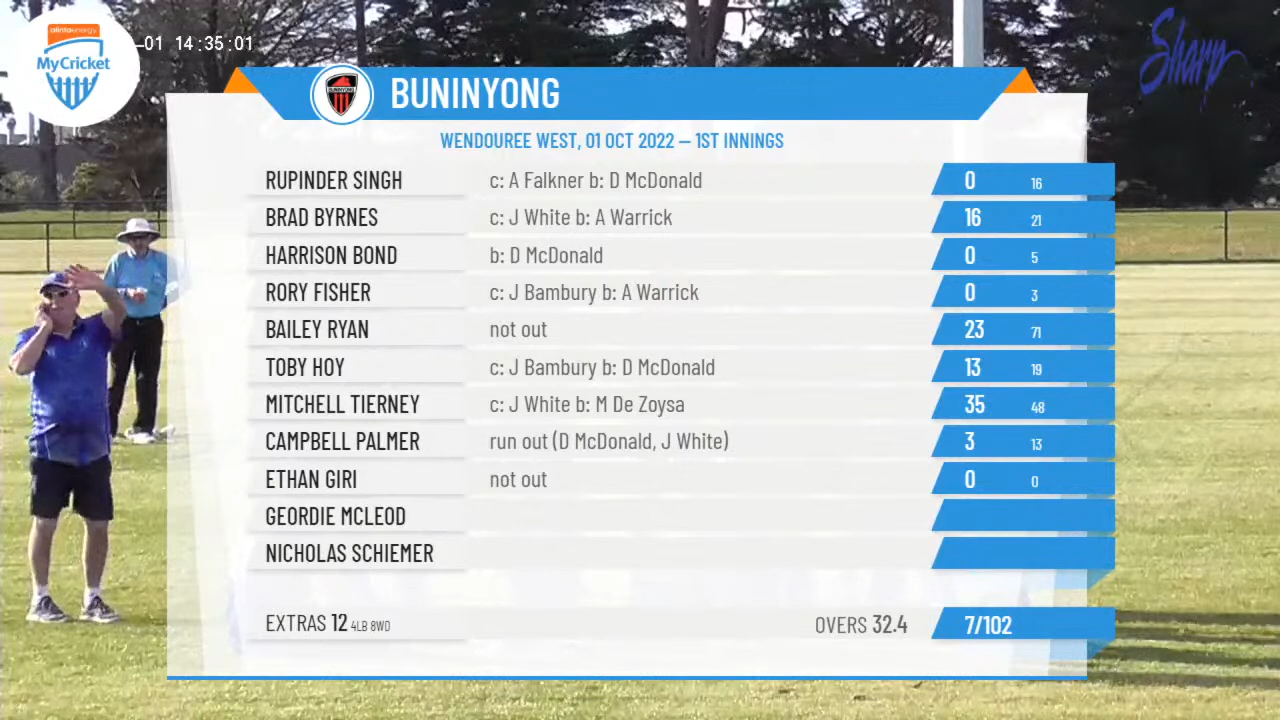 alintaenergy
MyCricket
-01 14:35:01
Sharp
BUNINYONG
BUNINYONG
WENDOUREE WEST, 01 OCT 2022 – 1ST INNINGS
RUPINDER SINGH c: A Falkner b: D McDonald 0 16
BRAD BYRNES c: J White b: A Warrick 16 21
HARRISON BOND b: D McDonald 0 5
RORY FISHER c: J Bambury b: A Warrick 0 3
BAILEY RYAN not out 23 71
TOBY HOY c: J Bambury b: D McDonald 13 19
MITCHELL TIERNEY c: J White b: M De Zoysa 35 48
CAMPBELL PALMER run out (D McDonald, J White) 3 13
ETHAN GIRI not out 0 0
GEORDIE MCLEOD
NICHOLAS SCHIEMER
EXTRAS 12 4LB 8WD OVERS 32.4 7/102